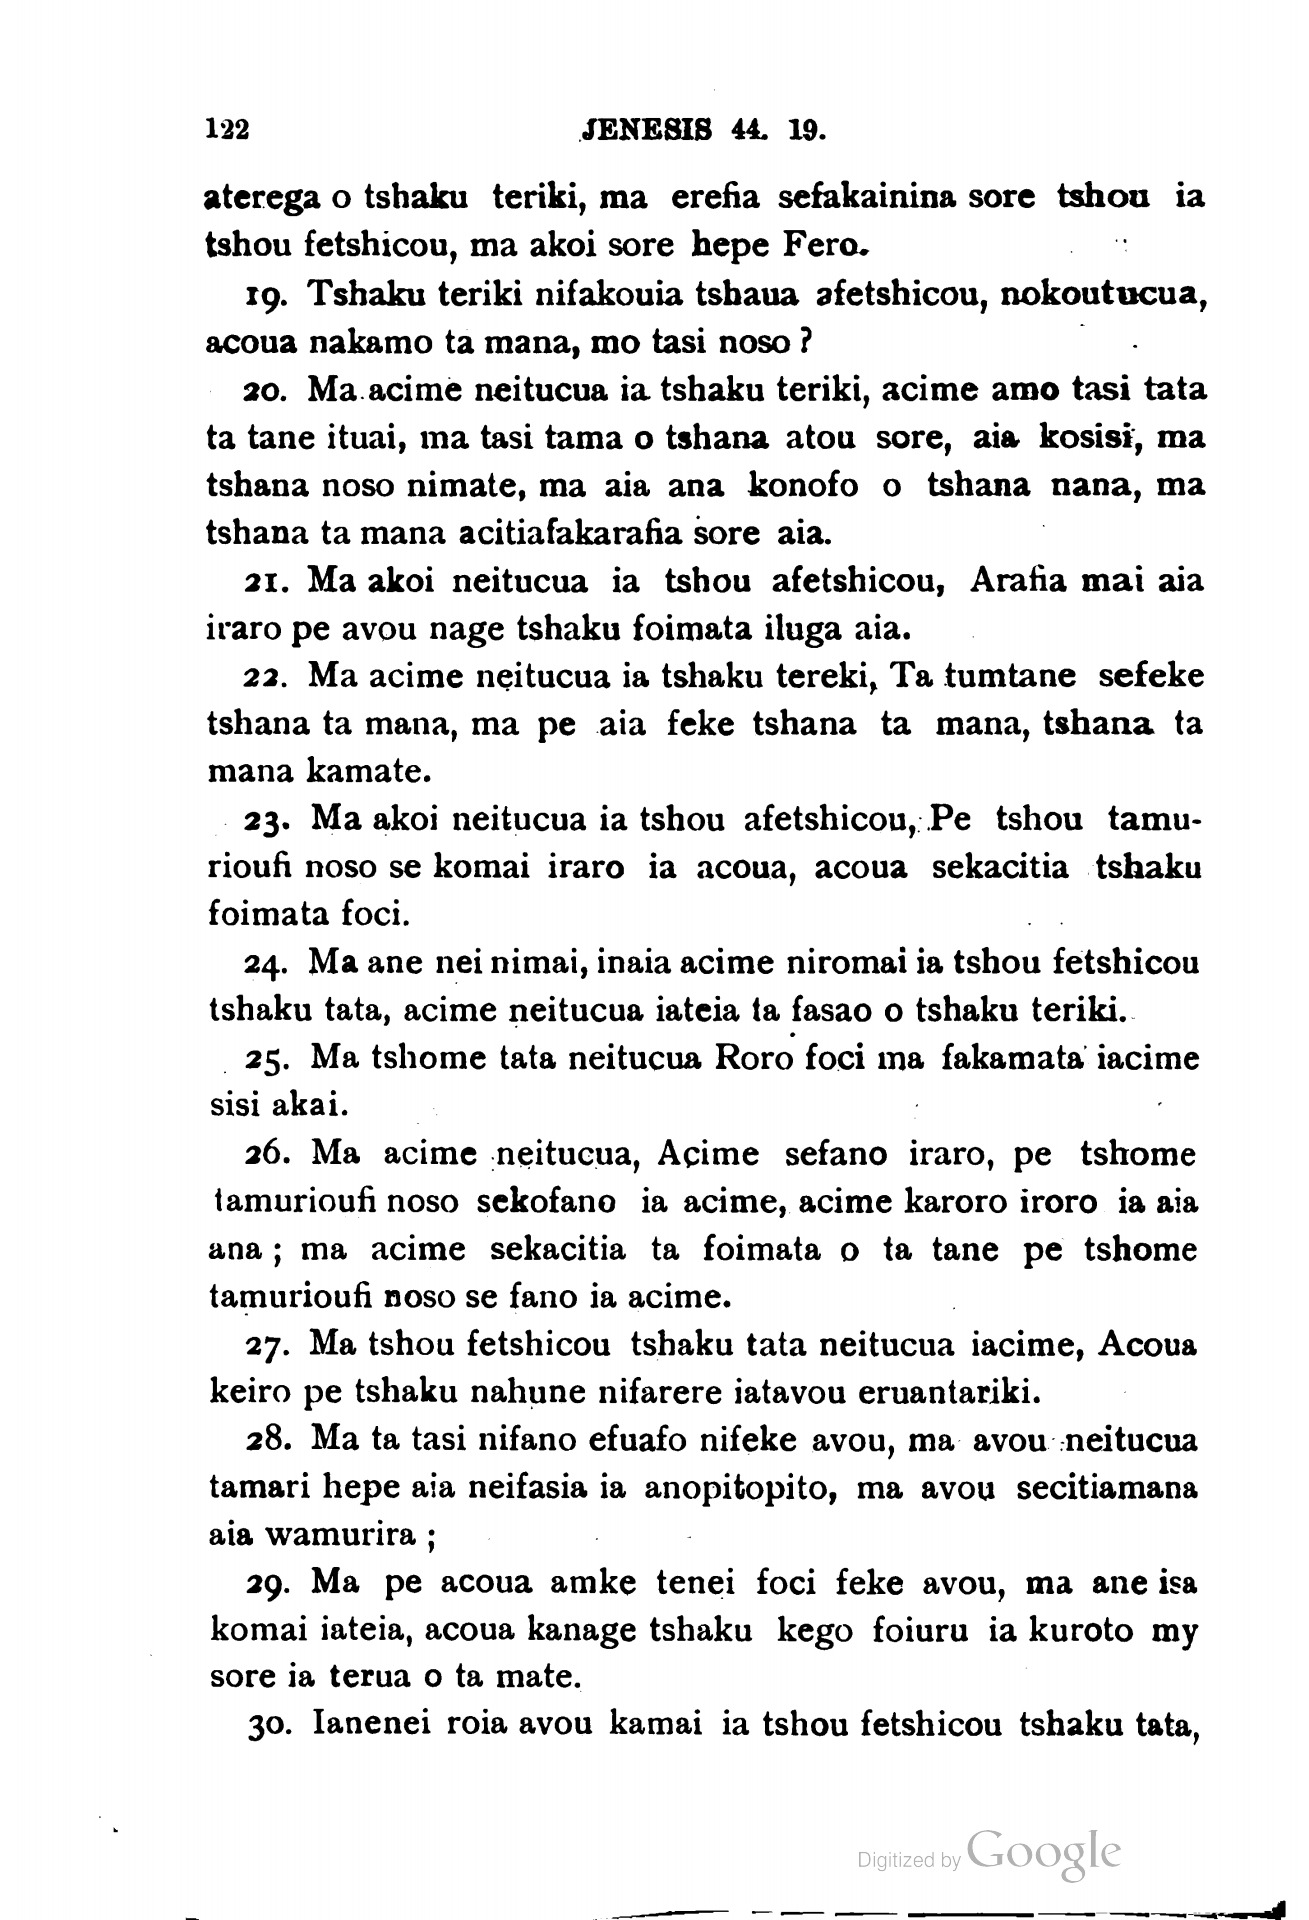 122 JENESIS 44. 19.
aterega o tshaku teriki, ma erefia sefakainina sore tshou ia
tshou fetshicou, ma akoi sore hepe Fero.
19. Tshaku teriki nifakouia tshaua afetshicou, nokoutucua,
acoua nakamo ta mana, mo tasi noso ?
20. Ma acime neitucua ia tshaku teriki, acime amo tasi tata
ta tane ituai, ma tasi tama o tshana atou sore, aia kosisi, ma
tshana noso nimate, ma aia ana konofo o tshana nana, ma
tshana ta mana acitiafakarafia sore aia.
21. Ma akoi neitucua ia tshou afetshicou, Arafia mai aia
iraro pe avou nage tshaku foimata iluga aia.
22. Ma acime neitucua ia tshaku tereki, Ta tumtane sefeke
tshana ta mana, ma pe aia feke tshana ta mana, tshana ta
mana kamate.
23. Ma akoi neitucua ia tshou afetshicou, Pe tshou tamu-
rioufi noso se komai iraro ia acoua, acoua sekacitia tshaku
foimata foci.
24. Ma ane nei nimai, inaia acime niromai ia tshou fetshicou
tshaku tata, acime neitucua iateia ta fasao o tshaku teriki.
25. Ma tshome tata neitucua Roro foci ma fakamata iacime
sisi akai.
26. Ma acime neitucua, Acime sefano iraro, pe tshome
tamurioufi noso sekofano ia acime, acime karoro iroro ia aia
ana ; ma acime sekacitia ta foimata o ta tane pe tshome
tamurioufi noso se fano ia acime.
27. Ma tshou fetshicou tshaku tata neitucua iacime, Acoua
keiro pe tshaku nahune nifarere iatavou eruantariki.
28. Ma ta tasi nifano efuafo nifeke avou, ma avou neitucua
tamari hepe aia neifasia ia anopitopito, ma avou secitiamana
aia wamurira ;
29. Ma pe acoua amke tenei foci feke avou, ma ane isa
komai iateia, acoua kanage tshaku kego foiuru ia kuroto my
sore ia terua o ta mate.
30. Ianenei roia avou kamai ia tshou fetshicou tshaku tata,
Digitized by Google